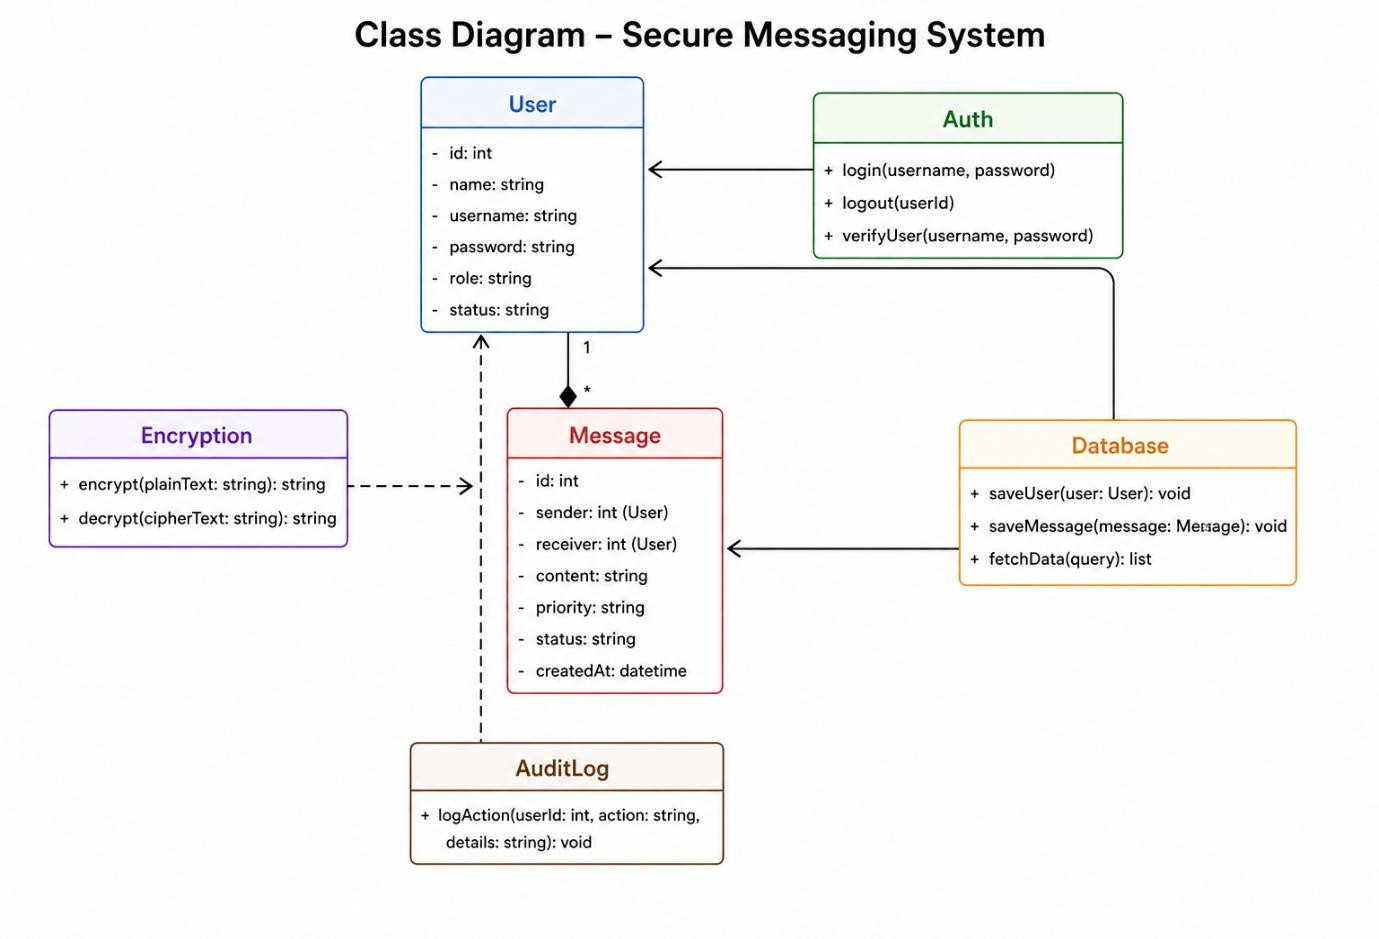 Class Diagram – Secure Messaging System
User
- id: int
- name: string
- username: string
- password: string
- role: string
- status: string
Auth
+ login(username, password)
+ logout(userId)
+ verifyUser(username, password)
1
*
Encryption
+ encrypt(plainText: string): string
+ decrypt(cipherText: string): string
Message
- id: int
- sender: int (User)
- receiver: int (User)
- content: string
- priority: string
- status: string
- createdAt: datetime
Database
+ saveUser(user: User): void
+ saveMessage(message: Message): void
+ fetchData(query): list
AuditLog
+ logAction(userId: int, action: string,
details: string): void